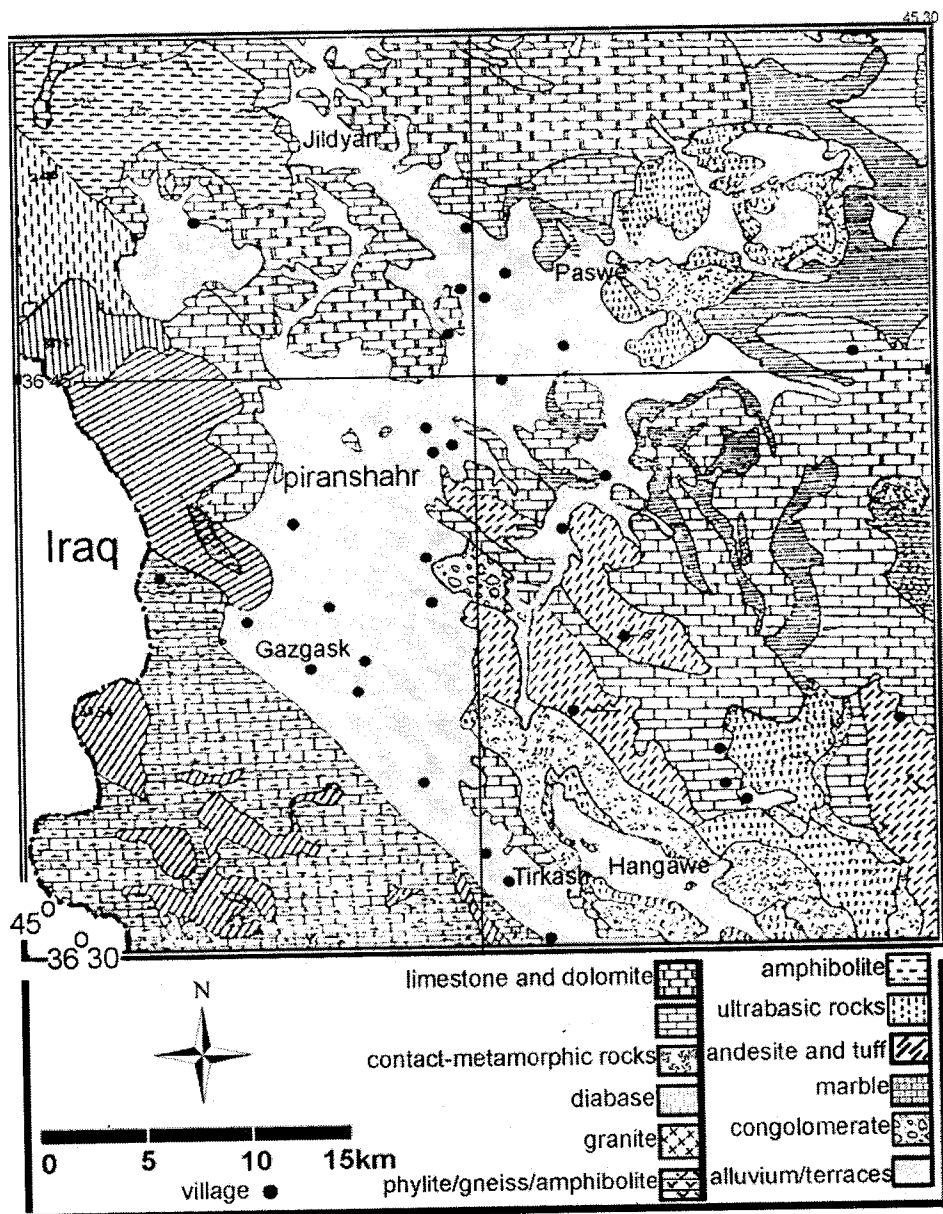 45 30
Jildyan
Paswe
36 45
piranshahr
Iraq
Gazgask
Hangawe
Tirkash
45°
36°30
N
limestone and dolomite
contact-metamorphic rocks
diabase
granite
phylite/gneiss/amphibolite
amphibolite
ultrabasic rocks
andesite and tuff
marble
congolomerate
alluvium/terraces
0 5 10 15km
village